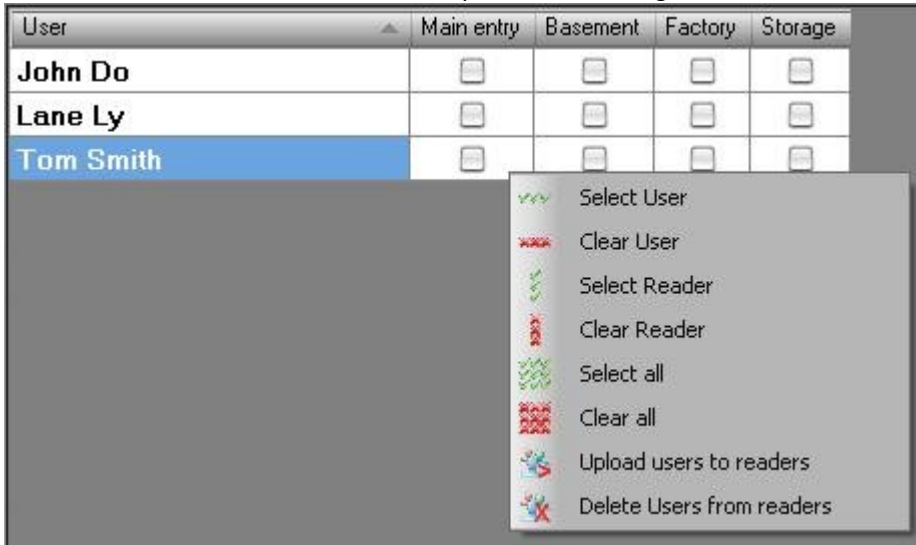 User Main entry Basement Factory Storage
John Do
Lane Ly
Tom Smith
Select User
Clear User
Select Reader
Clear Reader
Select all
Clear all
Upload users to readers
Delete Users from readers